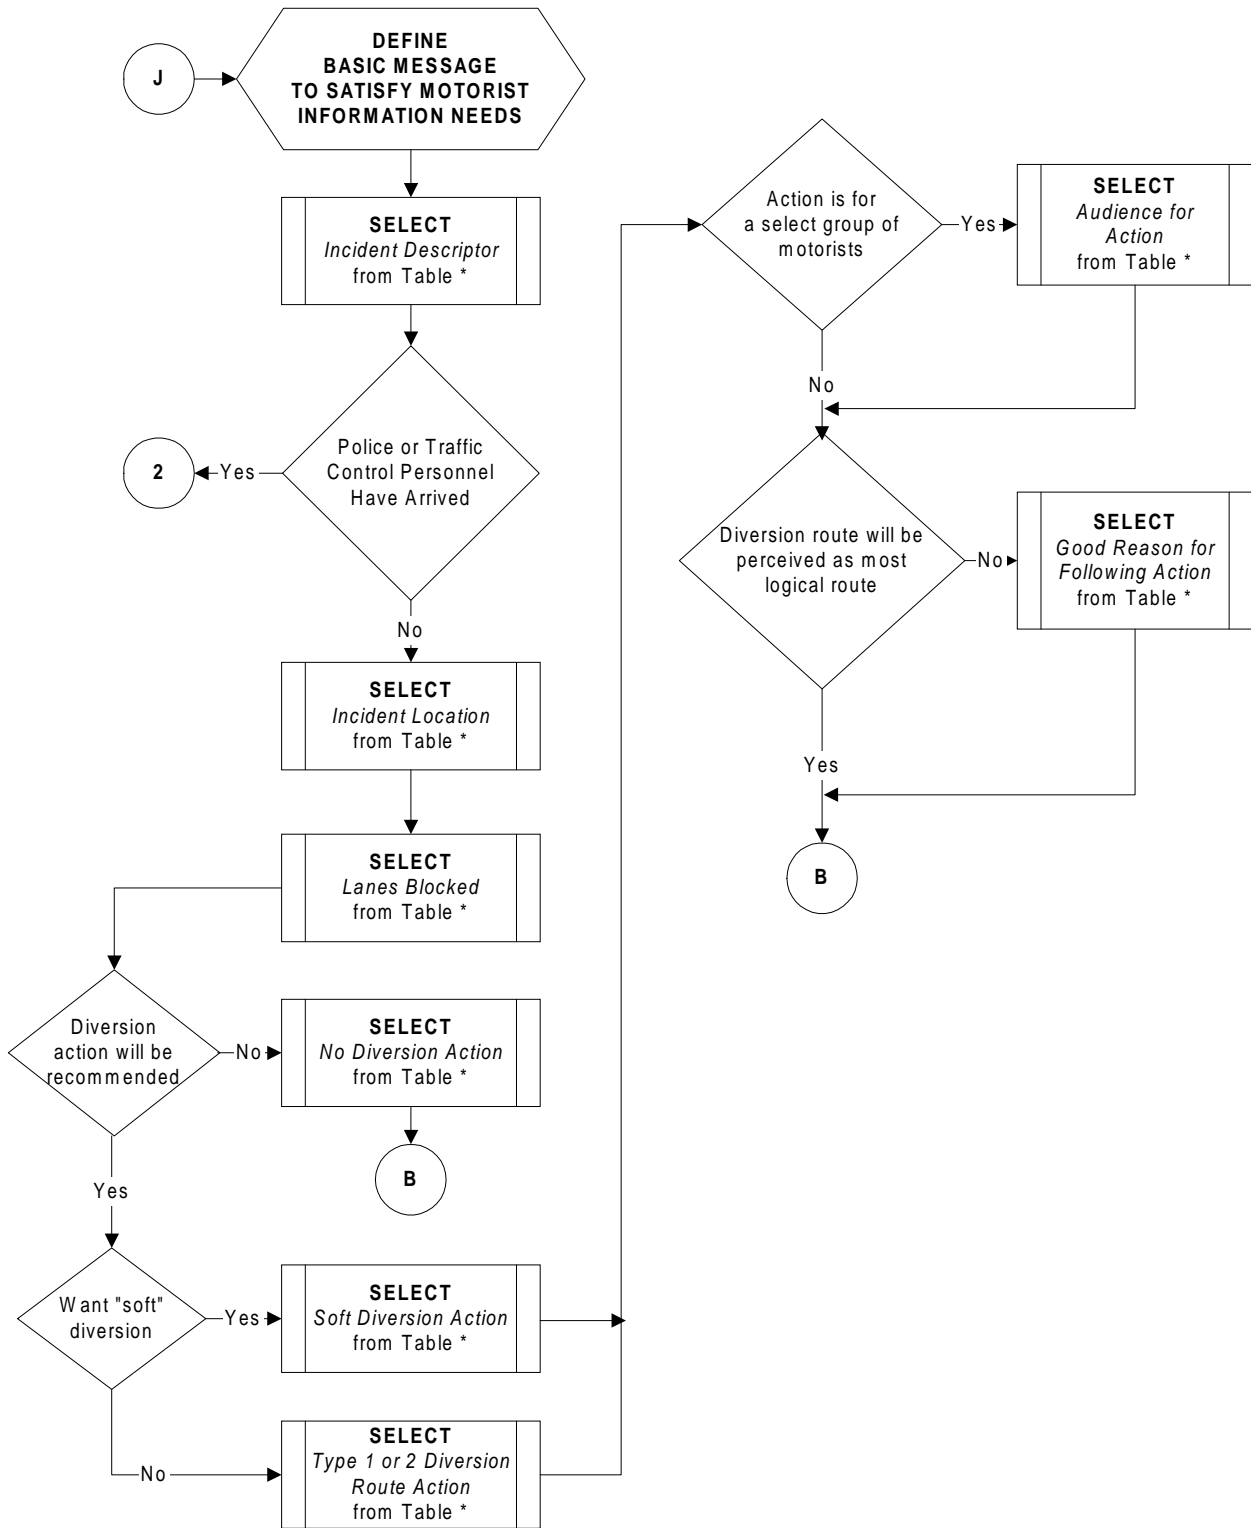 J
DEFINE
BASIC MESSAGE
TO SATISFY MOTORIST
INFORMATION NEEDS
SELECT
Incident Descriptor
from Table *
Police or Traffic
Control Personnel
Have Arrived
Yes
2
No
SELECT
Incident Location
from Table *
SELECT
Lanes Blocked
from Table *
Diversion
action will be
recommended
No
SELECT
No Diversion Action
from Table *
B
Yes
Want "soft"
diversion
Yes
SELECT
Soft Diversion Action
from Table *
No
SELECT
Type 1 or 2 Diversion
Route Action
from Table *
Action is for
a select group of
motorists
Yes
SELECT
Audience for
Action
from Table *
No
Diversion route will be
perceived as most
logical route
No
SELECT
Good Reason for
Following Action
from Table *
Yes
B